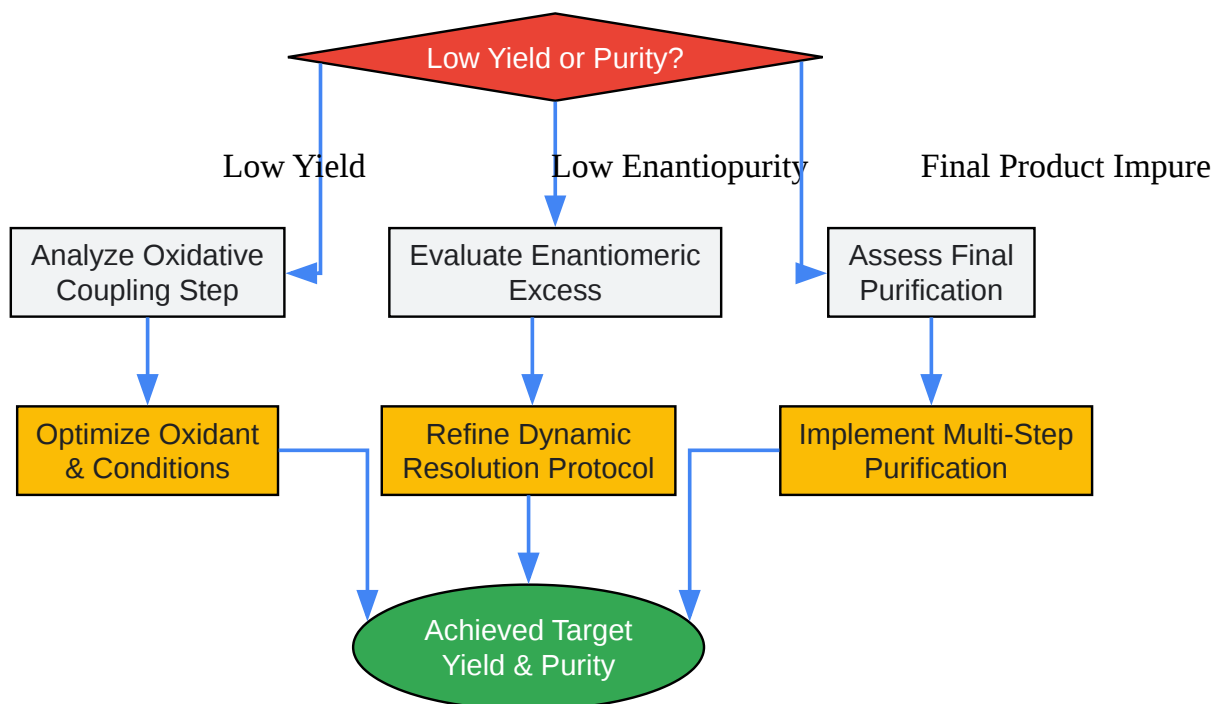 Low Yield or Purity?
Low Yield
Low Enantiopurity
Final Product Impure
Analyze Oxidative
Coupling Step
Evaluate Enantiomeric
Excess
Assess Final
Purification
Optimize Oxidant
& Conditions
Refine Dynamic
Resolution Protocol
Implement Multi-Step
Purification
Achieved Target
Yield & Purity